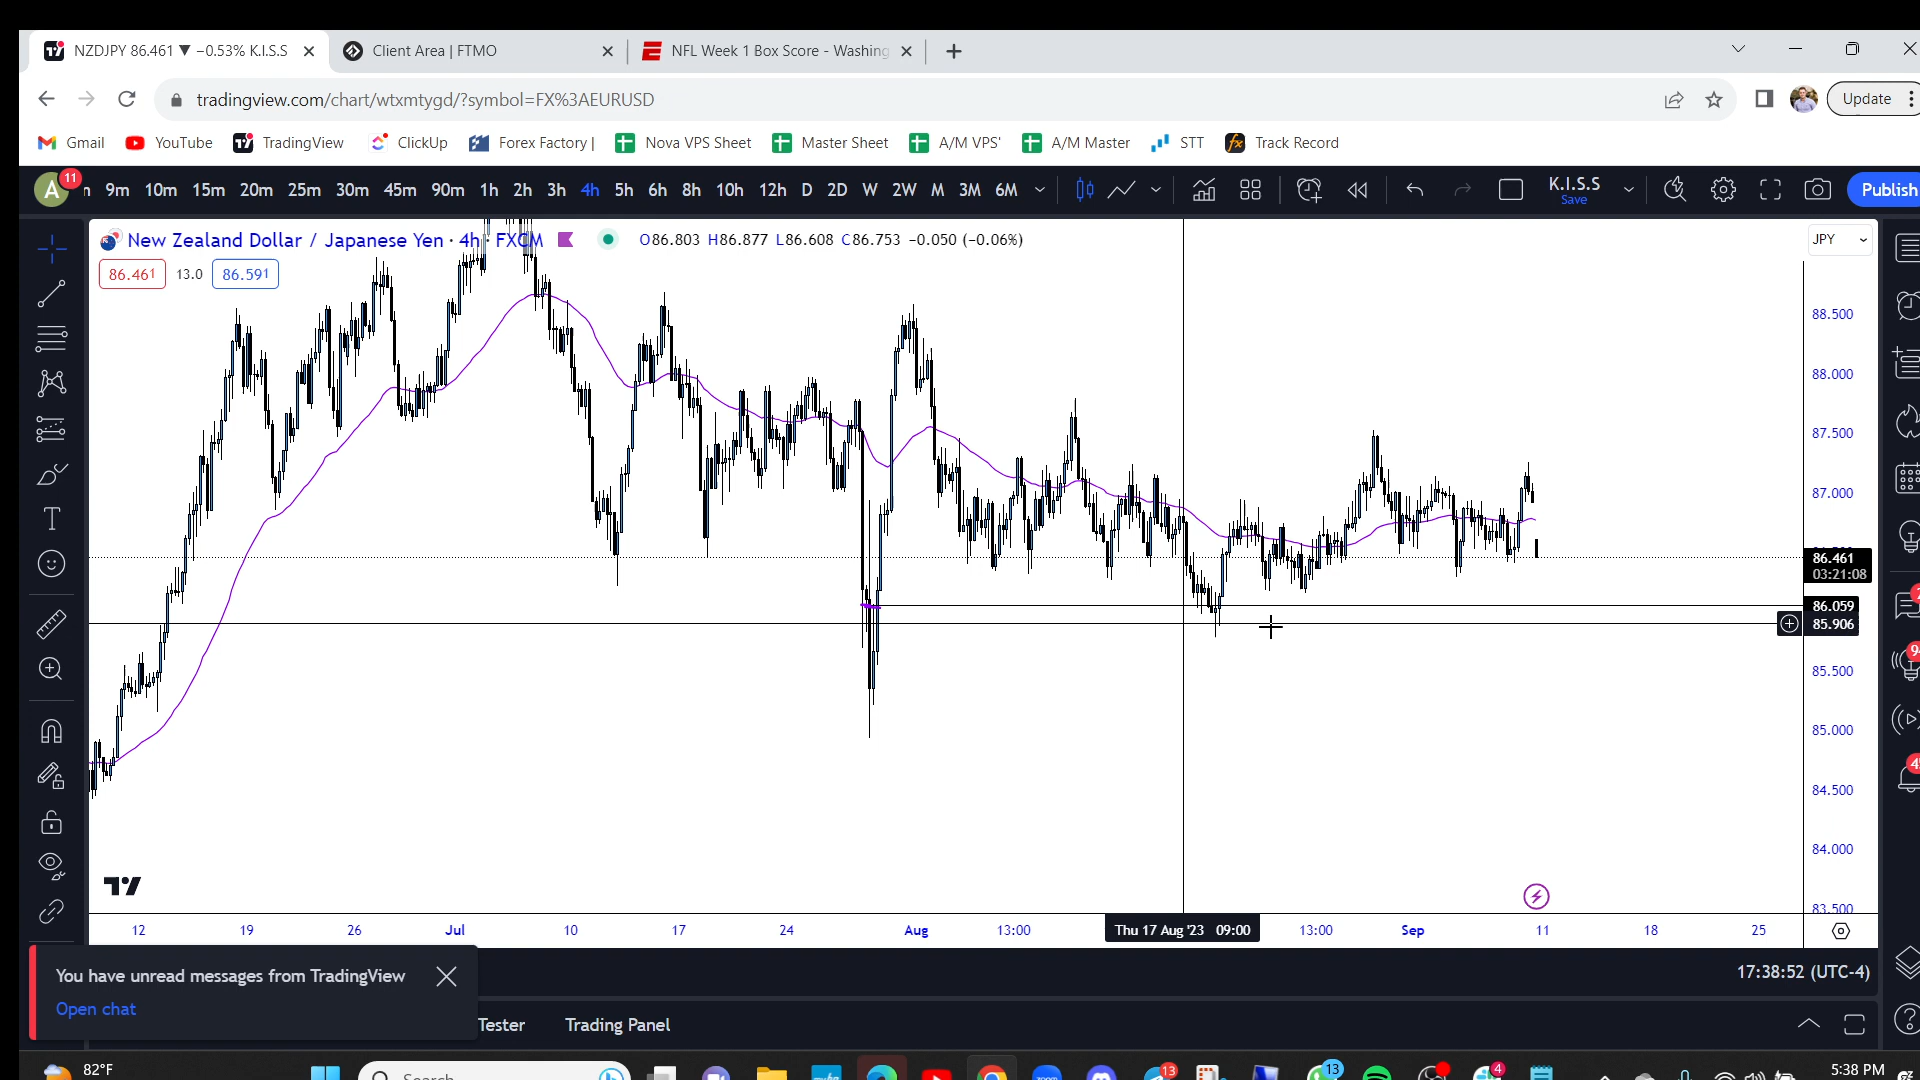 NZDJPY 86.461 ▼ −0.53% K.I.S.S
Client Area | FTMO
NFL Week 1 Box Score - Washing
tradingview.com/chart/wtxmtygd/?symbol=FX%3AEURUSD
Update
Gmail
YouTube
TradingView
ClickUp
Forex Factory |
Nova VPS Sheet
Master Sheet
A/M VPS'
A/M Master
STT
Track Record
A
11
9m 10m 15m 20m 25m 30m 45m 90m 1h 2h 3h 4h 5h 6h 8h 10h 12h D 2D W 2W M 3M 6M
K.I.S.S
Save
Publish
New Zealand Dollar / Japanese Yen · 4h · FXCM
O86.803 H86.877 L86.608 C86.753 −0.050 (−0.06%)
JPY
86.461
13.0
86.591
88.500
88.000
87.500
87.000
86.461
03:21:08
86.059
85.906
85.500
85.000
84.500
84.000
83.500
12 19 26 Jul 10 17 24 Aug 13:00 Thu 17 Aug '23 09:00 13:00 Sep 11 18 25
You have unread messages from TradingView
Open chat
17:38:52 (UTC-4)
Tester
Trading Panel
82°F
Search
zoom
13
13
4
5:38 PM